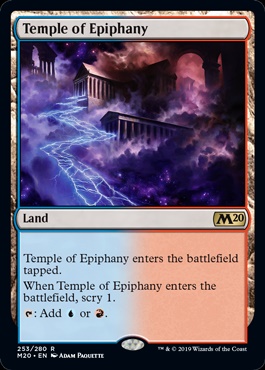 Temple of Epiphany
Land
M20
Temple of Epiphany enters the battlefield
tapped.
When Temple of Epiphany enters the
battlefield, scry 1.
: Add or .
253/280 R
M20 • EN ADAM PAQUETTE
™ & © 2019 Wizards of the Coast